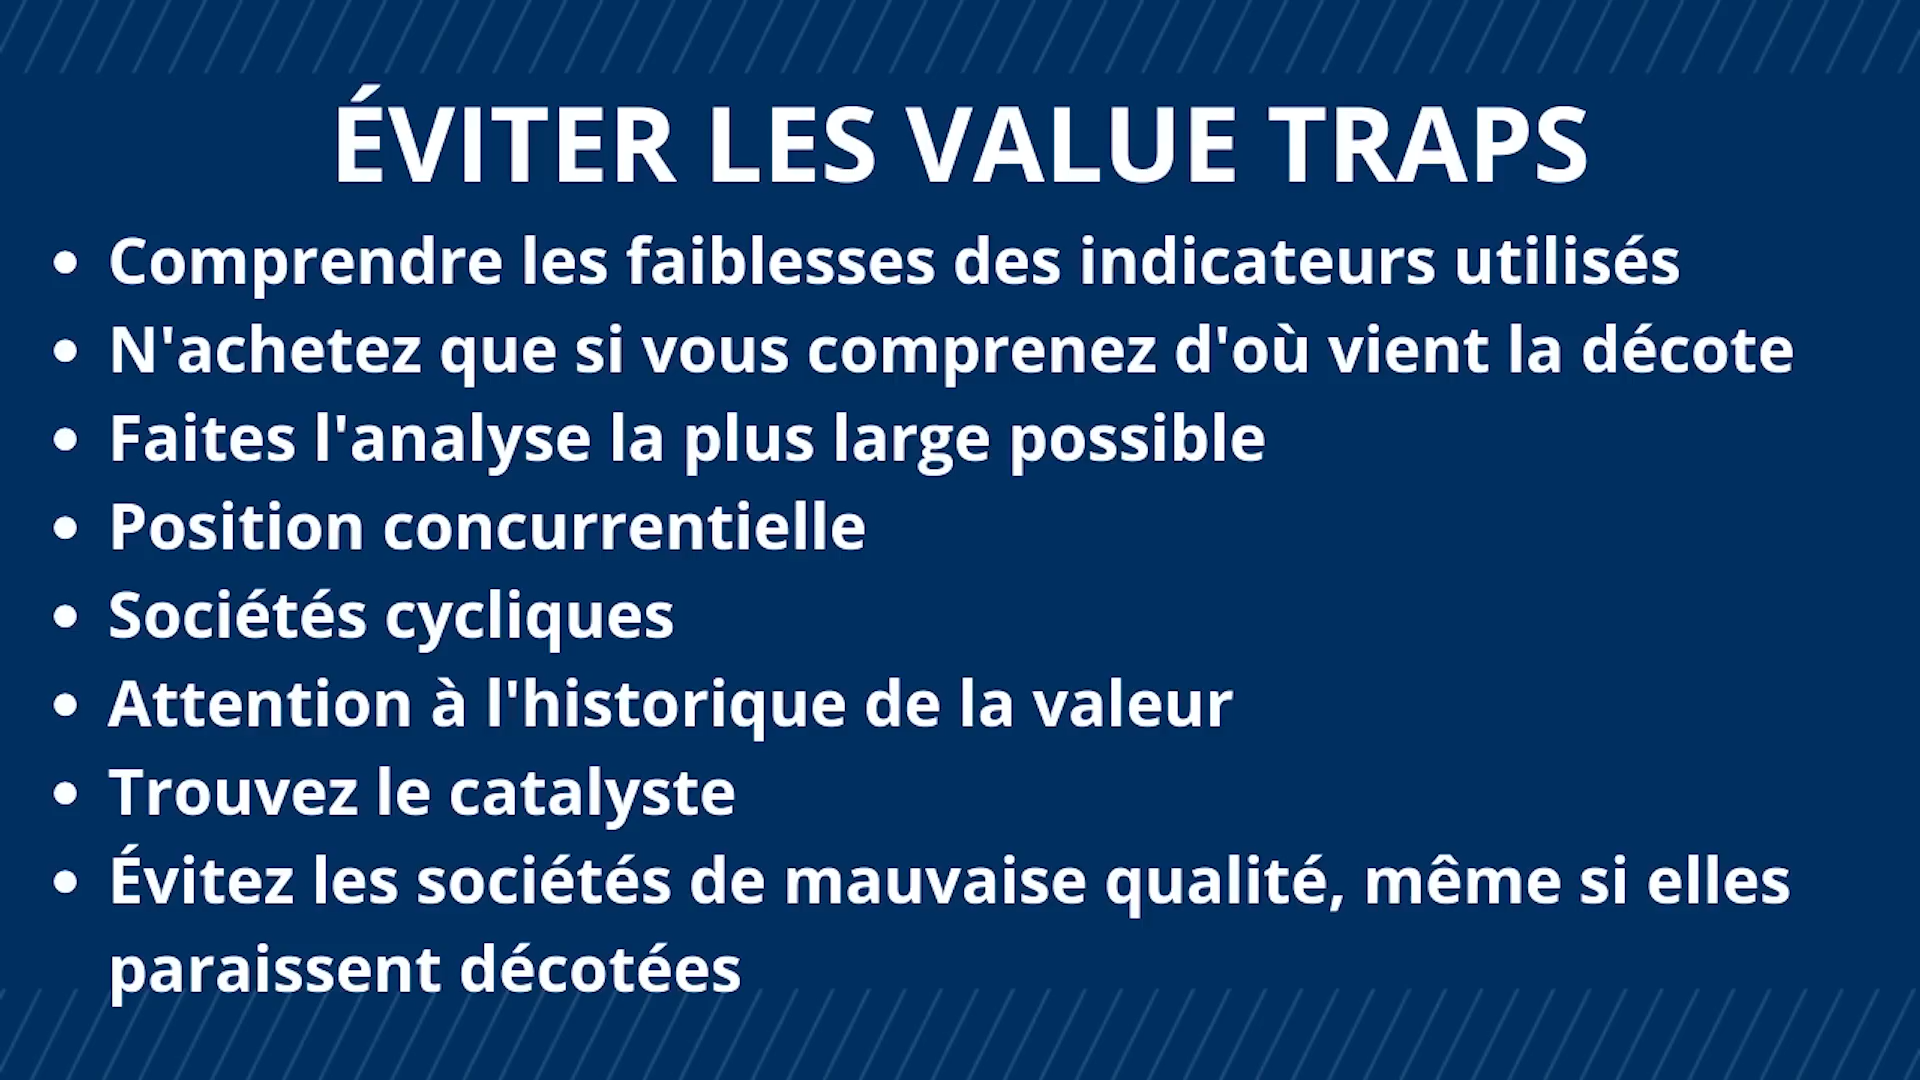 ÉVITER LES VALUE TRAPS
• Comprendre les faiblesses des indicateurs utilisés
• N'achetez que si vous comprenez d'où vient la décote
• Faites l'analyse la plus large possible
• Position concurrentielle
• Sociétés cycliques
• Attention à l'historique de la valeur
• Trouvez le catalyste
• Évitez les sociétés de mauvaise qualité, même si elles
paraissent décotées